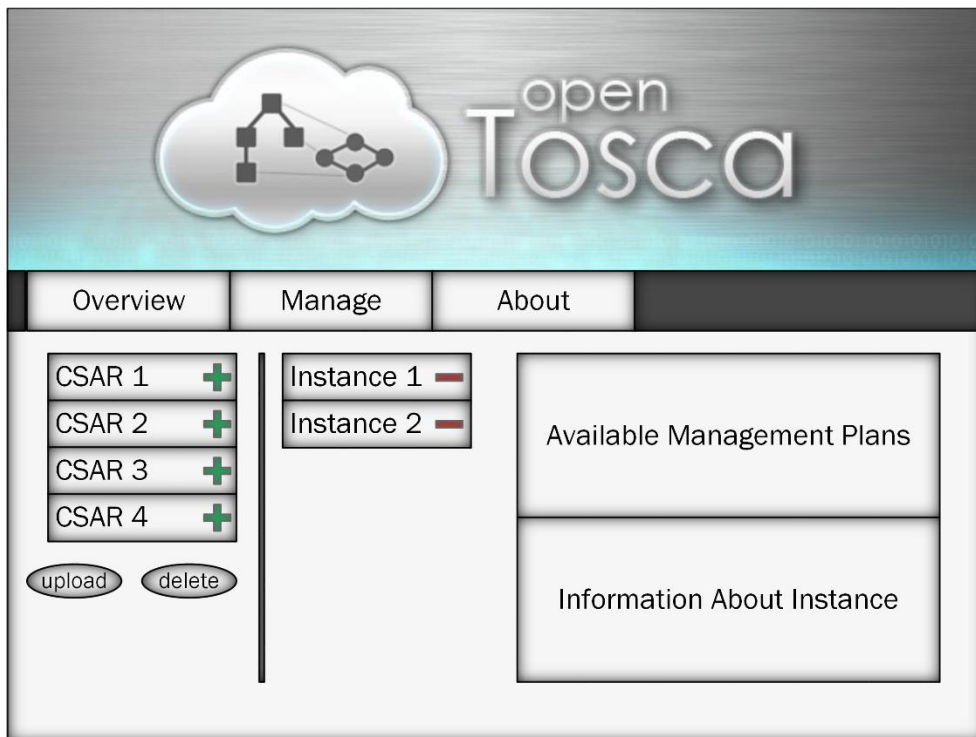 open
Tosca
Overview
Manage
About
CSAR 1
CSAR 2
CSAR 3
CSAR 4
upload
delete
Instance 1
Instance 2
Available Management Plans
Information About Instance